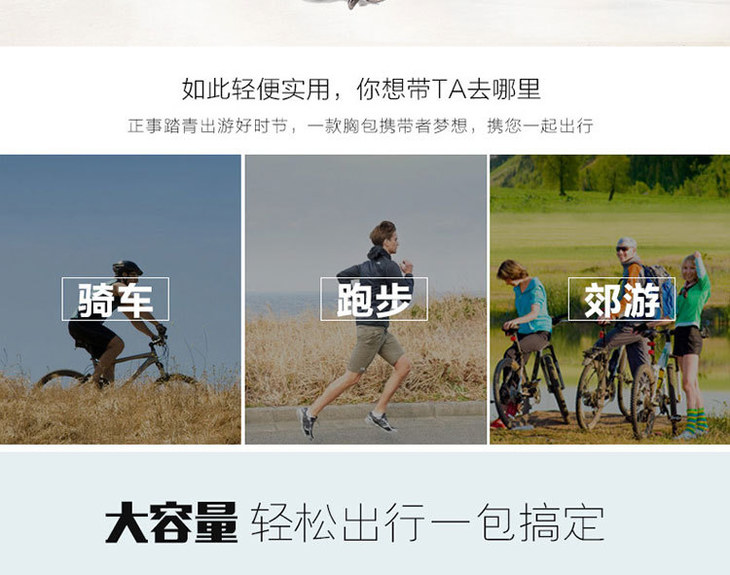 如此轻便实用，你想带TA去哪里
正事踏青出游好时节，一款胸包携带者梦想，携您一起出行
骑车
跑步
郊游
大容量 轻松出行一包搞定